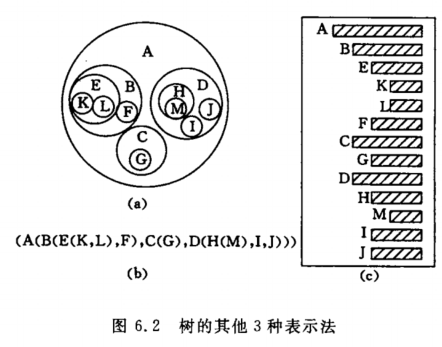 A
E
B
K
L
F
D
H
M
J
I
C
G
(a)
(A(B(E(K,L),F),C(G),D(H(M),I,J)))
(b)
A
B
E
K
L
F
C
G
D
H
M
I
J
(c)
图 6.2 树的其他3种表示法